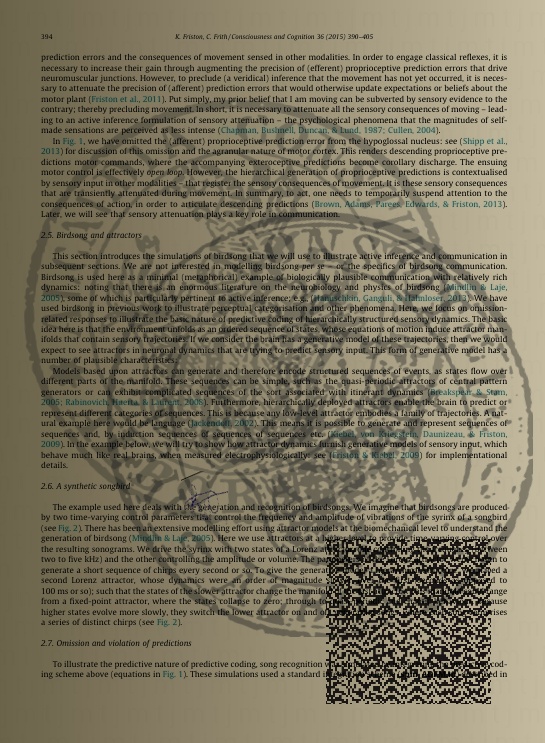 394 K. Friston, C. Frith / Consciousness and Cognition 36 (2015) 390–405
prediction errors and the consequences of movement sensed in other modalities. In order to engage classical reflexes, it is
necessary to increase their gain through augmenting the precision of (efferent) proprioceptive prediction errors that drive
neuromuscular junctions. However, to preclude (a veridical) inference that the movement has not yet occurred, it is neces-
sary to attenuate the precision of (afferent) prediction errors that would otherwise update expectations or beliefs about the
motor plant (Friston et al., 2011). Put simply, my prior belief that I am moving can be subverted by sensory evidence to the
contrary; thereby precluding movement. In short, it is necessary to attenuate all the sensory consequences of moving – lead-
ing to an active inference formulation of sensory attenuation – the psychological phenomena that the magnitudes of self-
made sensations are perceived as less intense (Chapman, Bushnell, Duncan, & Lund, 1987; Cullen, 2004).
In Fig. 1, we have omitted the (afferent) proprioceptive prediction error from the hypoglossal nucleus: see (Shipp et al.,
2013) for discussion of this omission and the agranular nature of motor cortex. This renders descending proprioceptive pre-
dictions motor commands, where the accompanying exteroceptive predictions become corollary discharge. The ensuing
motor control is effectively open loop. However, the hierarchical generation of proprioceptive predictions is contextualised
by sensory input in other modalities – that register the sensory consequences of movement. It is these sensory consequences
that are transiently attenuated during movement. In summary, to act, one needs to temporarily suspend attention to the
consequences of action, in order to articulate descending predictions (Brown, Adams, Parees, Edwards, & Friston, 2013).
Later, we will see that sensory attenuation plays a key role in communication.
2.5. Birdsong and attractors
This section introduces the simulations of birdsong that we will use to illustrate active inference and communication in
subsequent sections. We are not interested in modelling birdsong per se – or the specifics of birdsong communication.
Birdsong is used here as a minimal (metaphorical) example of biologically plausible communication with relatively rich
dynamics: noting that there is an enormous literature on the neurobiology and physics of birdsong (Mindlin & Laje,
2005), some of which is particularly pertinent to active inference; e.g., (Hanuschkin, Ganguli, & Hahnloser, 2013). We have
used birdsong in previous work to illustrate perceptual categorisation and other phenomena. Here, we focus on omission-
related responses to illustrate the basic nature of predictive coding of hierarchically structured sensory dynamics. The basic
idea here is that the environment unfolds as an ordered sequence of states, whose equations of motion induce attractor man-
ifolds that contain sensory trajectories. If we consider the brain has a generative model of these trajectories, then we would
expect to see attractors in neuronal dynamics that are trying to predict sensory input. This form of generative model has a
number of plausible characteristics:
Models based upon attractors can generate and therefore encode structured sequences of events, as states flow over
different parts of the manifold. These sequences can be simple, such as the quasi-periodic attractors of central pattern
generators or can exhibit complicated sequences of the sort associated with itinerant dynamics (Breakspear & Stam,
2005; Rabinovich, Huerta, & Laurent, 2008). Furthermore, hierarchically deployed attractors enable the brain to predict or
represent different categories of sequences. This is because any low-level attractor embodies a family of trajectories. A nat-
ural example here would be language (Jackendoff, 2002). This means it is possible to generate and represent sequences of
sequences and, by induction sequences of sequences of sequences etc. (Kiebel, von Kriegstein, Daunizeau, & Friston,
2009). In the example below, we will try to show how attractor dynamics furnish generative models of sensory input, which
behave much like real brains, when measured electrophysiologically: see (Friston & Kiebel, 2009) for implementational
details.
2.6. A synthetic songbird
The example used here deals with the generation and recognition of birdsongs. We imagine that birdsongs are produced
by two time-varying control parameters that control the frequency and amplitude of vibrations of the syrinx of a songbird
(see Fig. 2). There has been an extensive modelling effort using attractor models at the biomechanical level to understand the
generation of birdsong (Mindlin & Laje, 2005). Here we use attractors at a higher level to provide time-varying control over
the resulting sonograms. We drive the syrinx with two states of a Lorenz
two to five kHz) and the other controlling the amplitude or volume. The
generate a short sequence of chirps every second or so. To give the
second Lorenz attractor, whose dynamics were an order of magnitude
100 ms or so); such that the states of the slower attractor change the
from a fixed-point attractor, where the states collapse to zero; through to
higher states evolve more slowly, they switch the lower attractor on and
a series of distinct chirps (see Fig. 2).
2.7. Omission and violation of predictions
To illustrate the predictive nature of predictive coding, song recognition
ing scheme above (equations in Fig. 1). These simulations used a standard